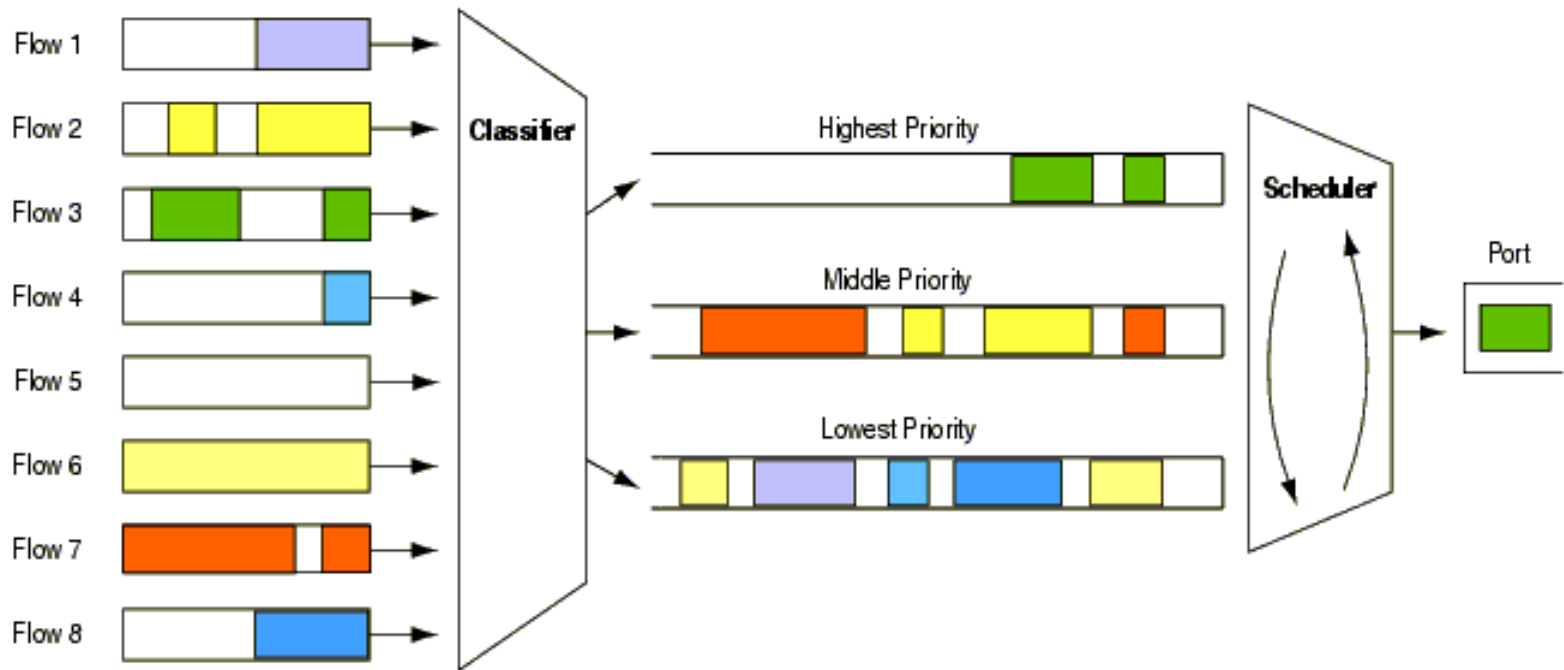 Flow 1
Flow 2
Flow 3
Flow 4
Flow 5
Flow 6
Flow 7
Flow 8
Classifier
Highest Priority
Middle Priority
Lowest Priority
Scheduler
Port